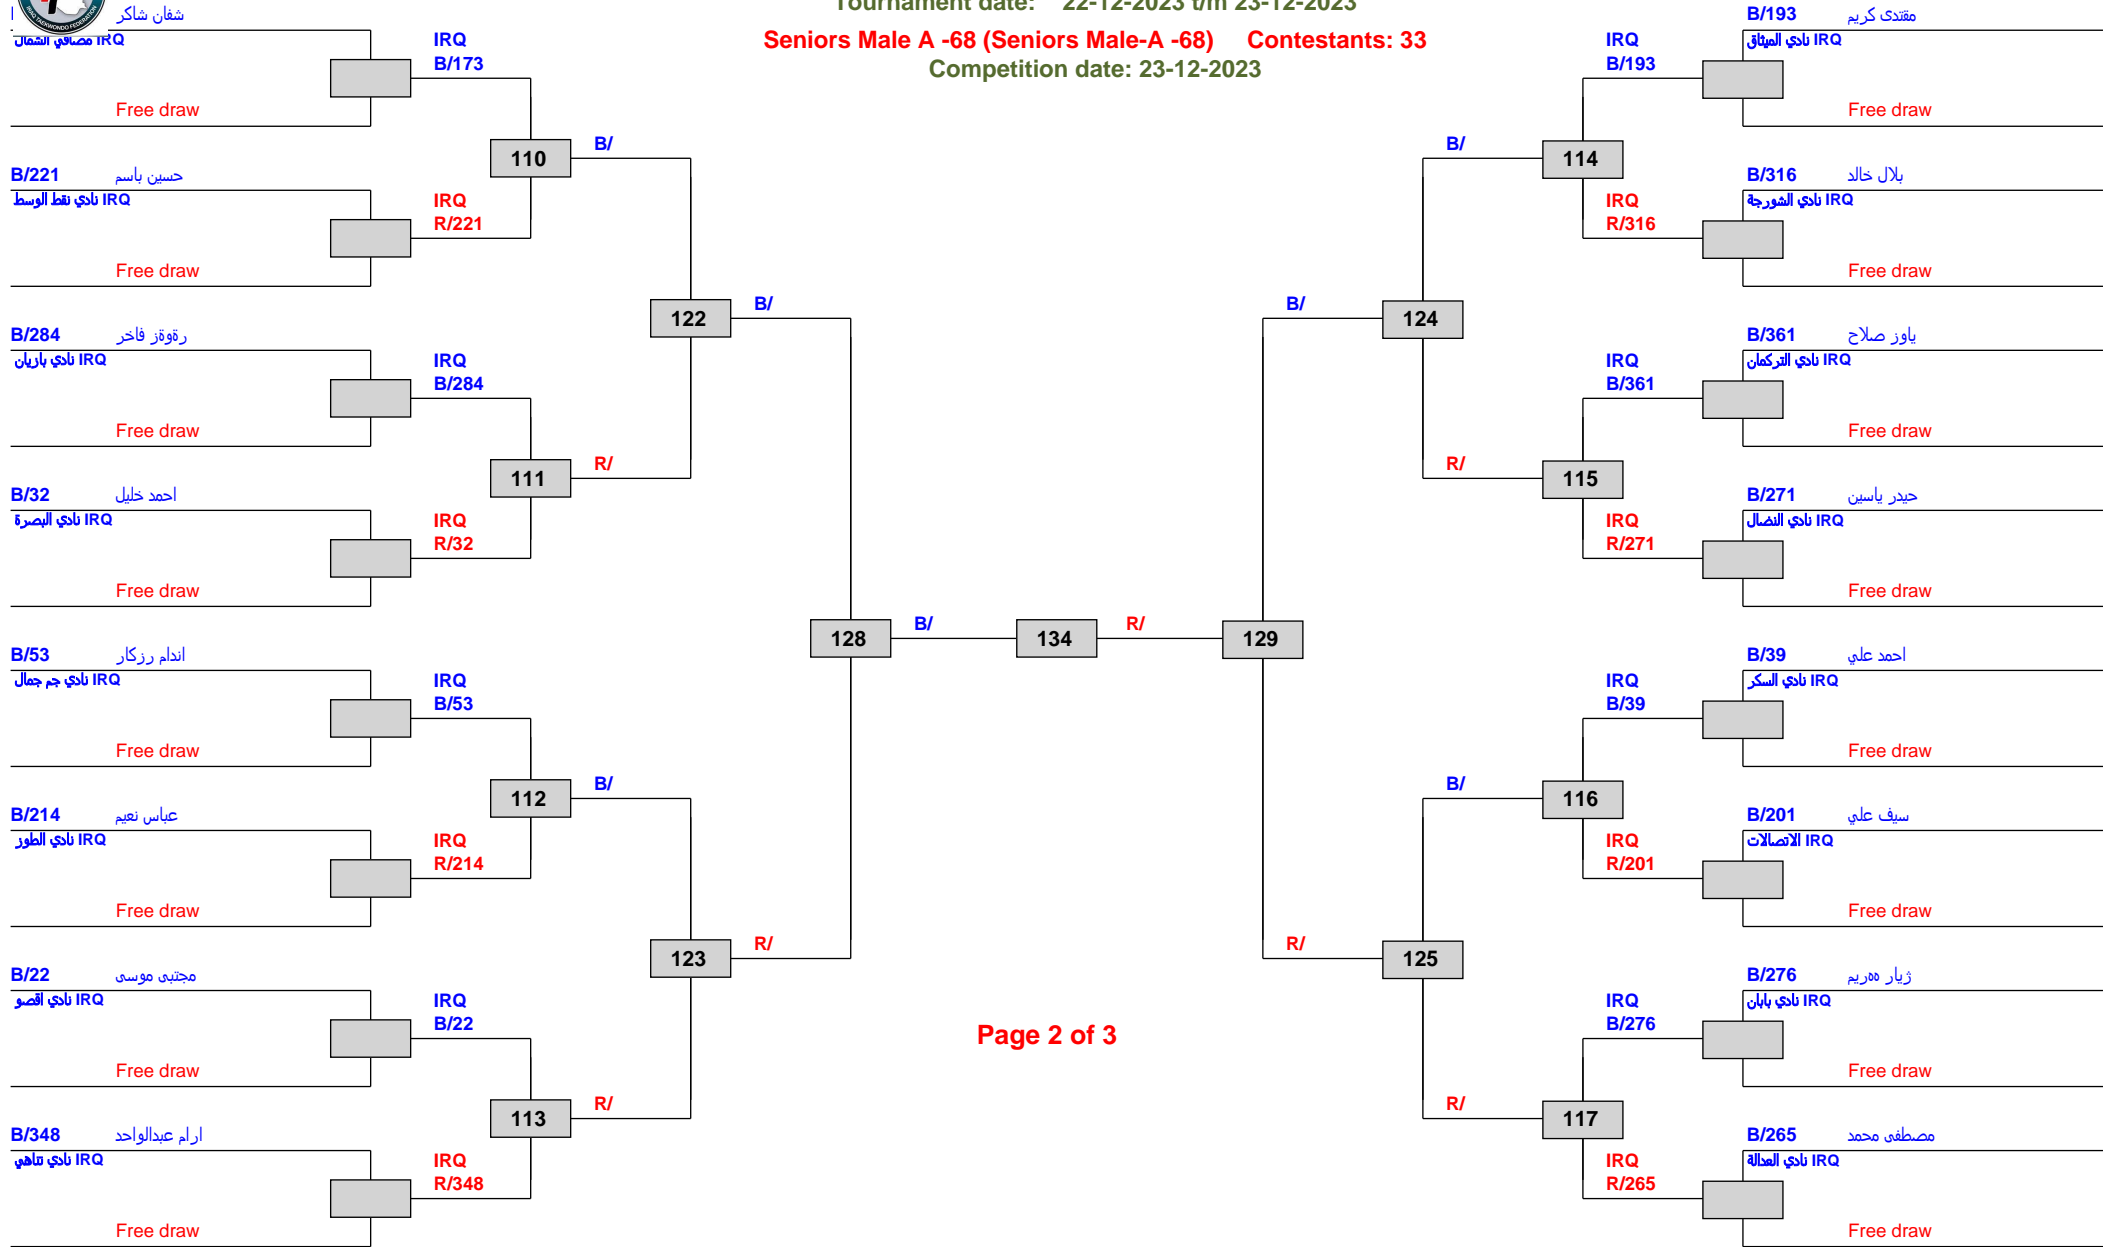 Tournament date: 22-12-2023 t/m 23-12-2023
Seniors Male A -68 (Seniors Male-A -68) Contestants: 33
Competition date: 23-12-2023
IRAQ TAEKWONDO FEDERATION
شفان شاكر
IRQ مصافي الشمال
Free draw
IRQ
B/173
B/221 حسين باسم
IRQ نادي نفط الوسط
Free draw
IRQ
R/221
110
B/
B/284 رةوةز فاخر
IRQ نادي بازيان
Free draw
IRQ
B/284
B/32 احمد خليل
IRQ نادي البصرة
Free draw
IRQ
R/32
111
R/
122
B/
B/53 اندام رزكار
IRQ نادي جم جمال
Free draw
IRQ
B/53
B/214 عباس نعيم
IRQ نادي الطوز
Free draw
IRQ
R/214
112
B/
B/22 مجتبى موسى
IRQ نادي اقصو
Free draw
IRQ
B/22
B/348 ارام عبدالواحد
IRQ نادي نتاهي
Free draw
IRQ
R/348
113
R/
123
R/
128
B/
134
R/
129
B/193 مقتدى كريم
IRQ نادي الميثاق
Free draw
IRQ
B/193
B/316 بلال خالد
IRQ نادي الشورجة
Free draw
IRQ
R/316
114
B/
B/361 ياوز صلاح
IRQ نادي التركمان
Free draw
IRQ
B/361
B/271 حيدر ياسين
IRQ نادي النضال
Free draw
IRQ
R/271
115
R/
124
B/
B/39 احمد علي
IRQ نادي السكر
Free draw
IRQ
B/39
B/201 سيف علي
IRQ الاتصالات
Free draw
IRQ
R/201
116
B/
B/276 ژیار هەریم
IRQ نادي بابان
Free draw
IRQ
B/276
B/265 مصطفى محمد
IRQ نادي العدالة
Free draw
IRQ
R/265
117
R/
125
R/
Page 2 of 3